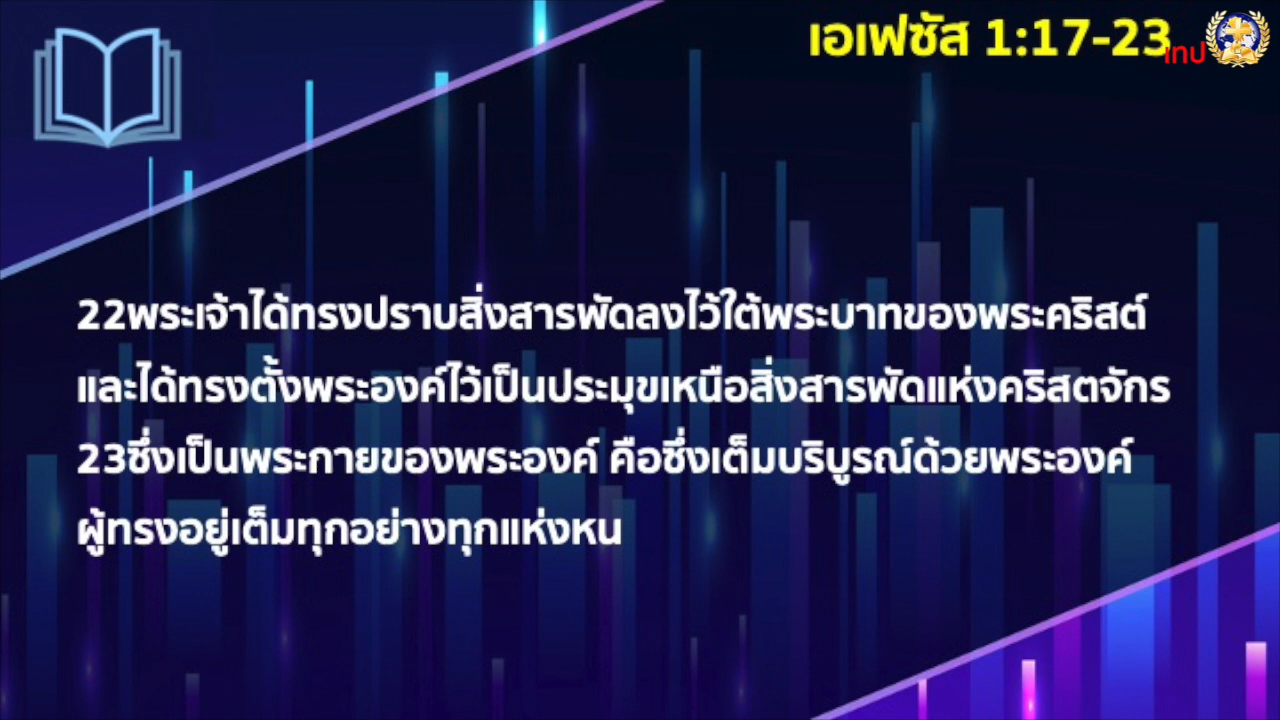 เอเฟซัส 1:17-23
เทป
22พระเจ้าได้ทรงปราบสิ่งสารพัดลงไว้ใต้พระบาทของพระคริสต์
และได้ทรงตั้งพระองค์ไว้เป็นประมุขเหนือสิ่งสารพัดแห่งคริสตจักร
23ซึ่งเป็นพระกายของพระองค์ คือซึ่งเต็มบริบูรณ์ด้วยพระองค์
ผู้ทรงอยู่เต็มทุกอย่างทุกแห่งหน